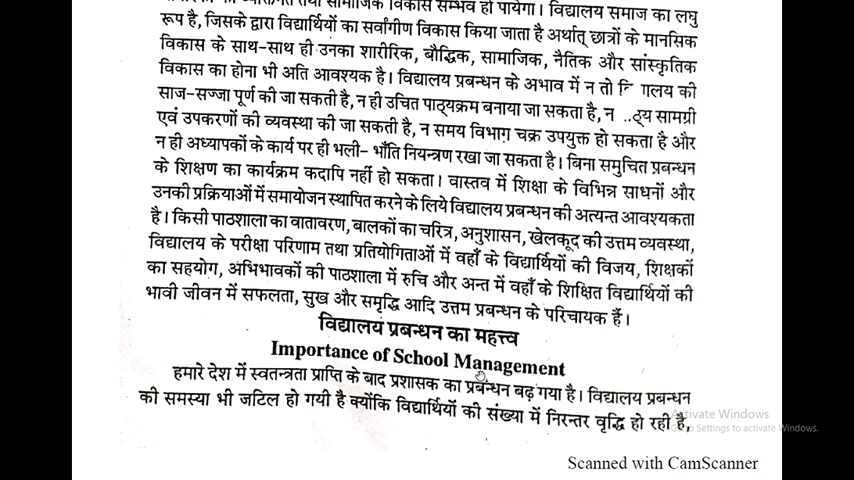 सामाजिक विकास सम्भव हो पायेगा। विद्यालय समाज का लघु
रूप है, जिसके द्वारा विद्यार्थियों का सर्वांगीण विकास किया जाता है अर्थात् छात्रों के मानसिक
विकास के साथ-साथ ही उनका शारीरिक, बौद्धिक, सामाजिक, नैतिक और सांस्कृतिक
विकास का होना भी अति आवश्यक है। विद्यालय प्रबन्धन के अभाव में न तो की
साज-सज्जा पूर्ण की जा सकती है, न ही उचित पाठ्यक्रम बनाया जा सकता है, न सामग्री
एवं उपकरणों की व्यवस्था की जा सकती है, न समय विभाग चक्र उपयुक्त हो सकता है और
न ही अध्यापकों के कार्य पर ही भली- भाँति नियन्त्रण रखा जा सकता है। बिना समुचित प्रबन्धन
के शिक्षण का कार्यक्रम कदापि नहीं हो सकता। वास्तव में शिक्षा के विभिन्न साधनों और
उनकी प्रक्रियाओं में समायोजन स्थापित करने के लिये विद्यालय प्रबन्धन की अत्यन्त आवश्यकता
है। किसी पाठशाला का वातावरण, बालकों का चरित्र, अनुशासन, खेलकूद की उत्तम व्यवस्था,
विद्यालय के परीक्षा परिणाम तथा प्रतियोगिताओं में वहाँ के विद्यार्थियों की विजय, शिक्षकों
का सहयोग, अभिभावकों की पाठशाला में रुचि और अन्त में वहाँ के शिक्षित विद्यार्थियों की
भावी जीवन में सफलता, सुख और समृद्धि आदि उत्तम प्रबन्धन के परिचायक हैं।
विद्यालय प्रबन्धन का महत्त्व
Importance of School Management
हमारे देश में स्वतन्त्रता प्राप्ति के बाद प्रशासक का प्रबन्धन बढ़ गया है। विद्यालय प्रबन्धन
की समस्या भी जटिल हो गयी है क्योंकि विद्यार्थियों की संख्या में निरन्तर वृद्धि हो रही है,
Activate Windows
Go to Settings to activate Windows.
Scanned with CamScanner